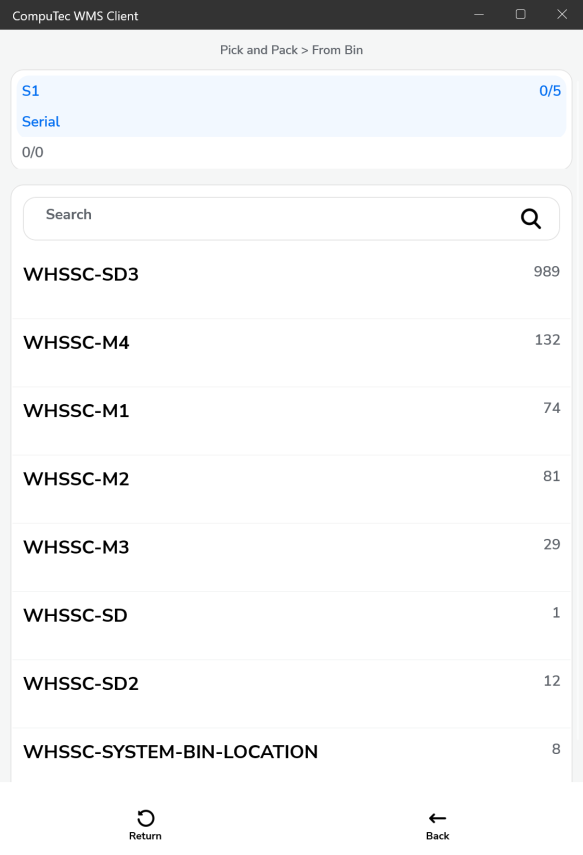 CompuTec WMS Client
Pick and Pack > From Bin
S1 0/5
Serial
0/0
Search
WHSSC-SD3 989
WHSSC-M4 132
WHSSC-M1 74
WHSSC-M2 81
WHSSC-M3 29
WHSSC-SD 1
WHSSC-SD2 12
WHSSC-SYSTEM-BIN-LOCATION 8
Return Back